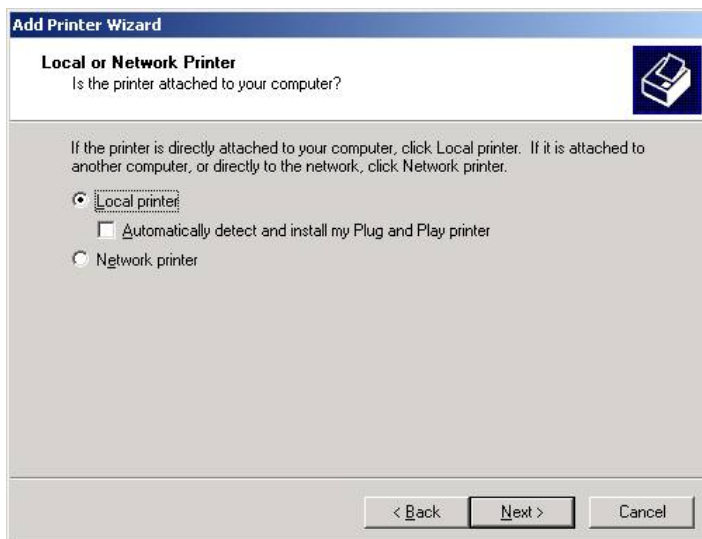 Add Printer Wizard
Local or Network Printer
Is the printer attached to your computer?
If the printer is directly attached to your computer, click Local printer. If it is attached to
another computer, or directly to the network, click Network printer.
Local printer
Automatically detect and install my Plug and Play printer
Network printer
< Back Next > Cancel